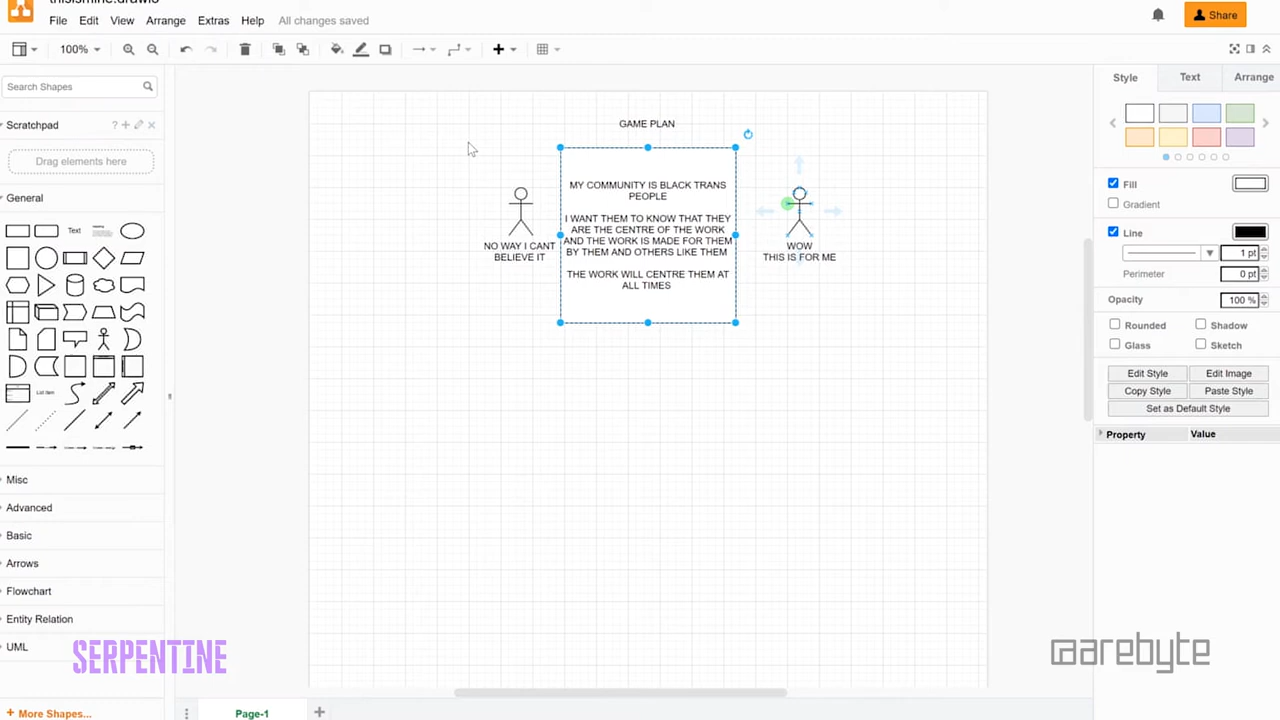 thisismine.drawio
File Edit View Arrange Extras Help All changes saved
Share
100%
Search Shapes
Scratchpad
Drag elements here
General
Text
List Item
Misc
Advanced
Basic
Arrows
Flowchart
Entity Relation
UML
More Shapes...
SERPENTINE
GAME PLAN
MY COMMUNITY IS BLACK TRANS
PEOPLE
I WANT THEM TO KNOW THAT THEY
ARE THE CENTRE OF THE WORK
AND THE WORK IS MADE FOR THEM
BY THEM AND OTHERS LIKE THEM
THE WORK WILL CENTRE THEM AT
ALL TIMES
NO WAY I CANT
BELIEVE IT
WOW
THIS IS FOR ME
Page-1
Style Text Arrange
Fill
Gradient
Line
1 pt
Perimeter 0 pt
Opacity 100 %
Rounded Shadow
Glass Sketch
Edit Style Edit Image
Copy Style Paste Style
Set as Default Style
Property Value
@arebyte